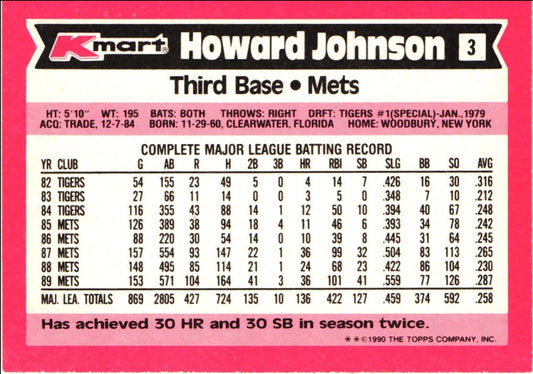 Kmart® Howard Johnson 3
Third Base • Mets
HT: 5'10" WT: 195 BATS: BOTH THROWS: RIGHT DRFT: TIGERS #1(SPECIAL)-JAN., 1979
ACQ: TRADE, 12-7-84 BORN: 11-29-60, CLEARWATER, FLORIDA HOME: WOODBURY, NEW YORK
COMPLETE MAJOR LEAGUE BATTING RECORD
YR CLUB G AB R H 2B 3B HR RBI SB SLG BB SO AVG
82 TIGERS 54 155 23 49 5 0 4 14 7 .426 16 30 .316
83 TIGERS 27 66 11 14 0 0 3 5 0 .348 7 10 .212
84 TIGERS 116 355 43 88 14 1 12 50 10 .394 40 67 .248
85 METS 126 389 38 94 18 4 11 46 6 .393 34 78 .242
86 METS 88 220 30 54 14 0 10 39 8 .445 31 64 .245
87 METS 157 554 93 147 22 1 36 99 32 .504 83 113 .265
88 METS 148 495 85 114 21 1 24 68 23 .422 86 104 .230
89 METS 153 571 104 164 41 3 36 101 41 .559 77 126 .287
MAJ. LEA. TOTALS 869 2805 427 724 135 10 136 422 127 .459 374 592 .258
Has achieved 30 HR and 30 SB in season twice.
**©1990 THE TOPPS COMPANY, INC.